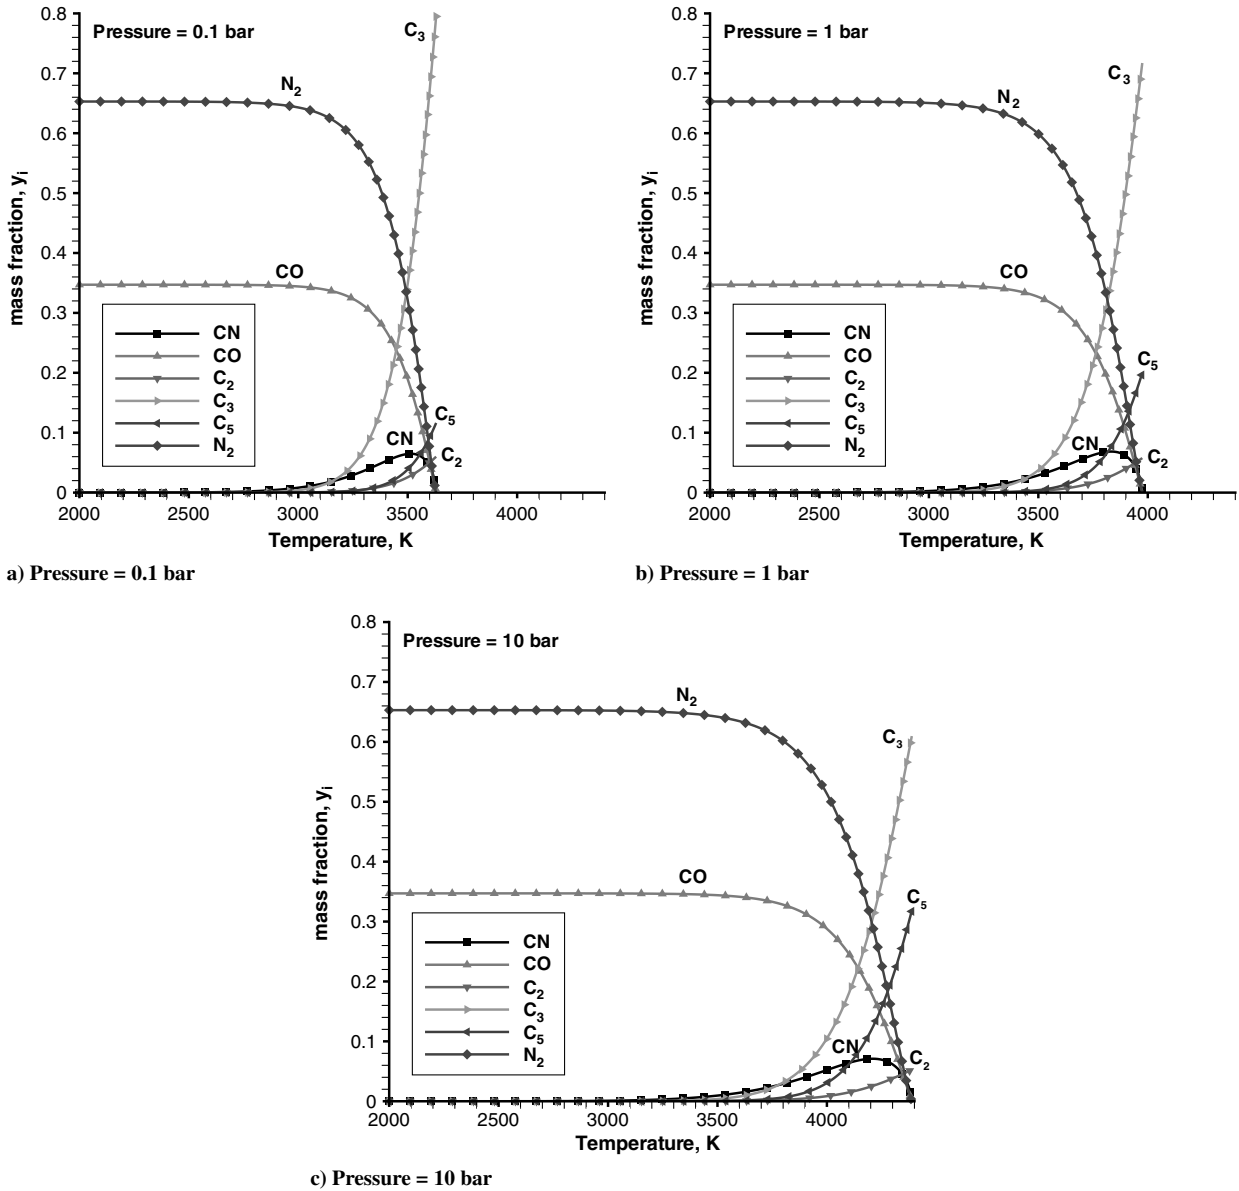 Pressure = 0.1 bar
mass fraction, yᵢ
0.8
0.7
0.6
0.5
0.4
0.3
0.2
0.1
0
N₂
CO
C₃
CN
C₅
C₂
CN
CO
C₂
C₃
C₅
N₂
2000 2500 3000 3500 4000
Temperature, K
a) Pressure = 0.1 bar
Pressure = 1 bar
mass fraction, yᵢ
0.8
0.7
0.6
0.5
0.4
0.3
0.2
0.1
0
N₂
CO
C₃
C₅
CN
C₂
CN
CO
C₂
C₃
C₅
N₂
2000 2500 3000 3500 4000
Temperature, K
b) Pressure = 1 bar
Pressure = 10 bar
mass fraction, yᵢ
0.8
0.7
0.6
0.5
0.4
0.3
0.2
0.1
0
N₂
C₃
CO
C₅
CN
C₂
CN
CO
C₂
C₃
C₅
N₂
2000 2500 3000 3500 4000
Temperature, K
c) Pressure = 10 bar